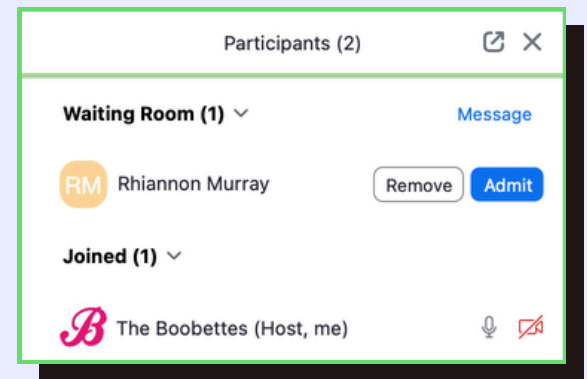 Participants (2)
Waiting Room (1) Message
RM Rhiannon Murray Remove Admit
Joined (1)
B The Boobettes (Host, me)